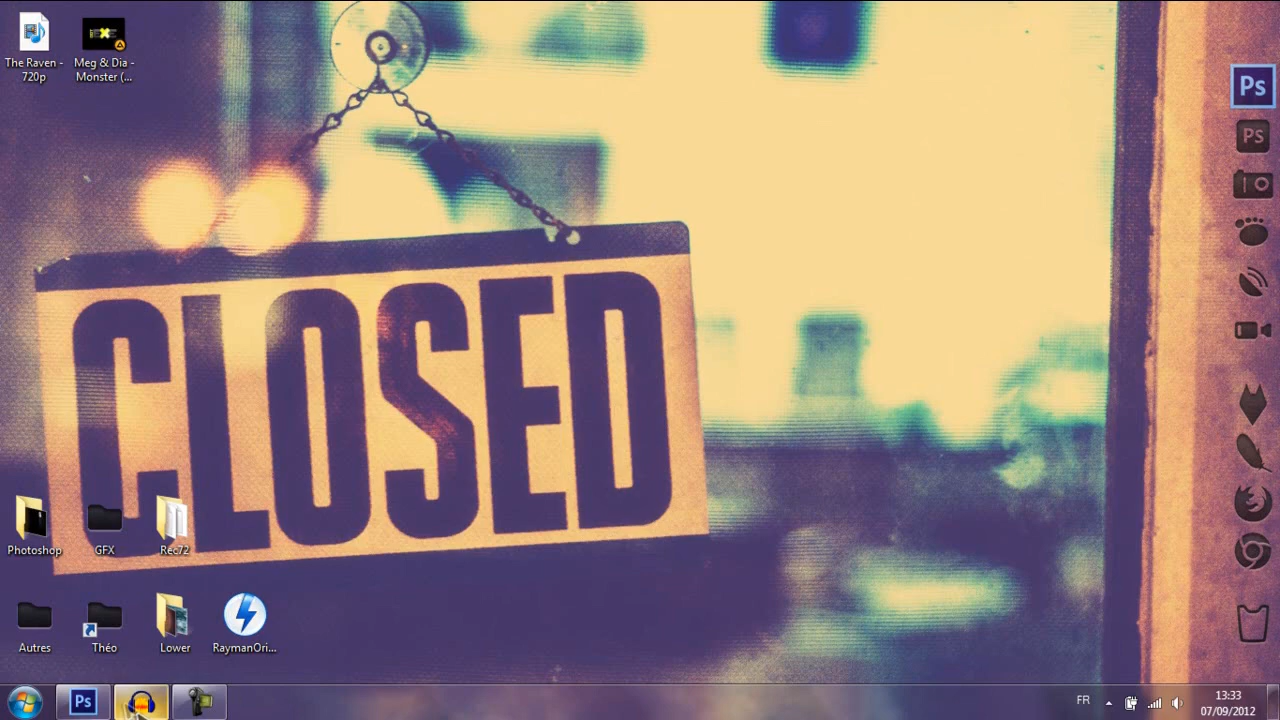 The Raven -
720p
Meg & Dia -
Monster (...
Ps
Ps
CLOSED
Photoshop
GFX
Rec72
Autres
Théo
Lower
RaymanOri...
Ps
FR
13:33
07/09/2012